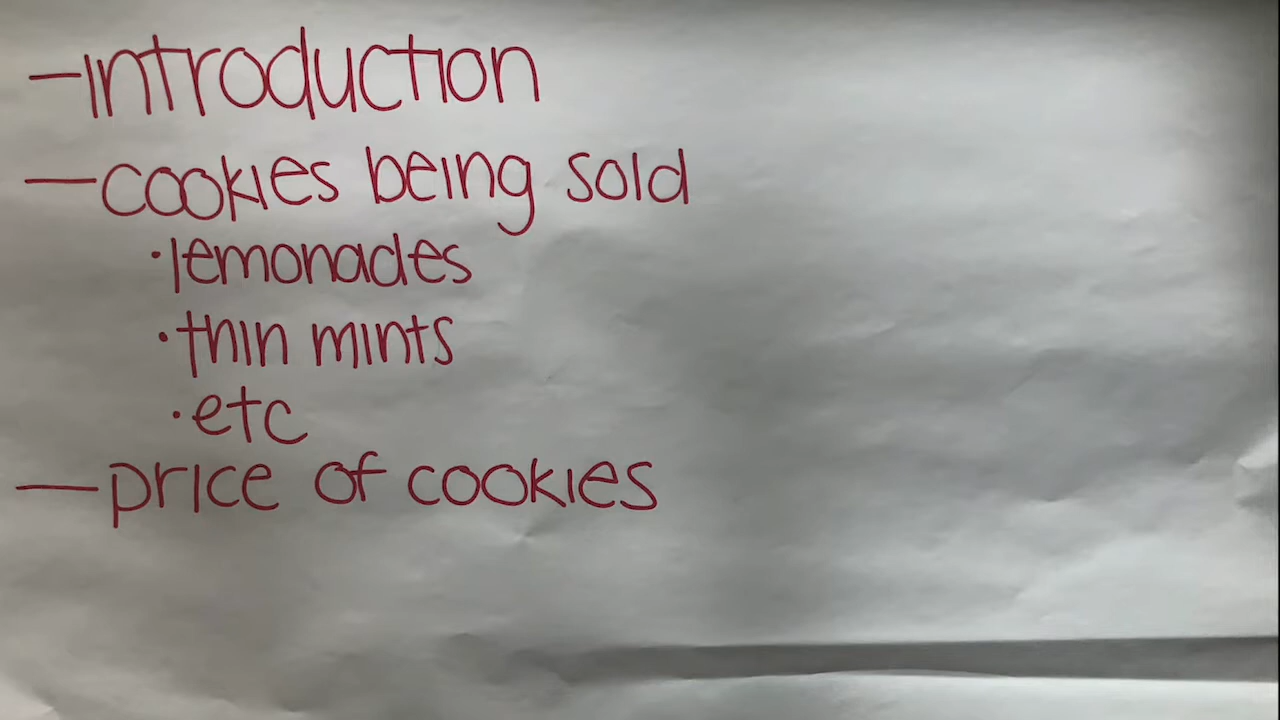 -introduction
-cookies being sold
·lemonades
·thin mints
·etc
-price of cookies